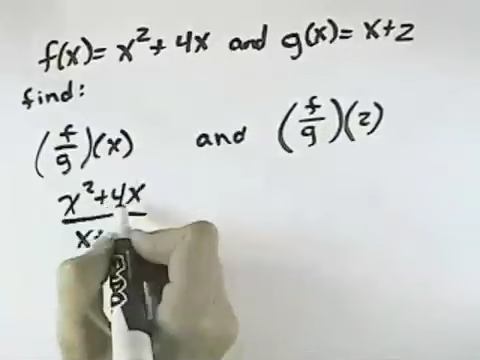 f(x)= x²+ 4x and g(x)= x+2
find:
(f/g)(x) and (f/g)(2)
x²+4x
x+